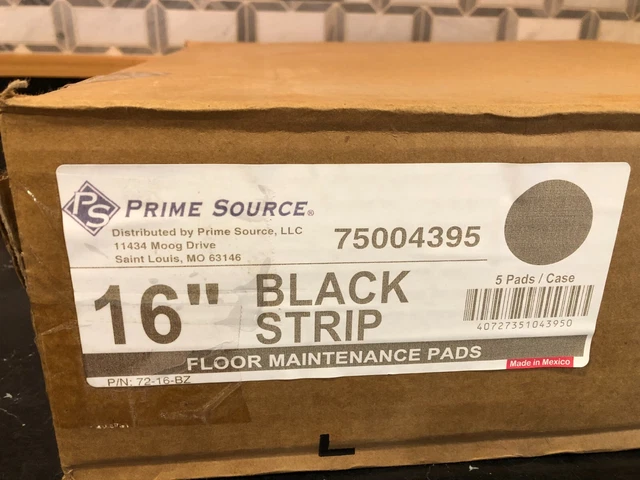 PS PRIME SOURCE®
Distributed by Prime Source, LLC
11434 Moog Drive
Saint Louis, MO 63146
75004395
5 Pads / Case
16" BLACK
STRIP
40727351043950
FLOOR MAINTENANCE PADS
Made in Mexico
P/N: 72-16-BZ
L